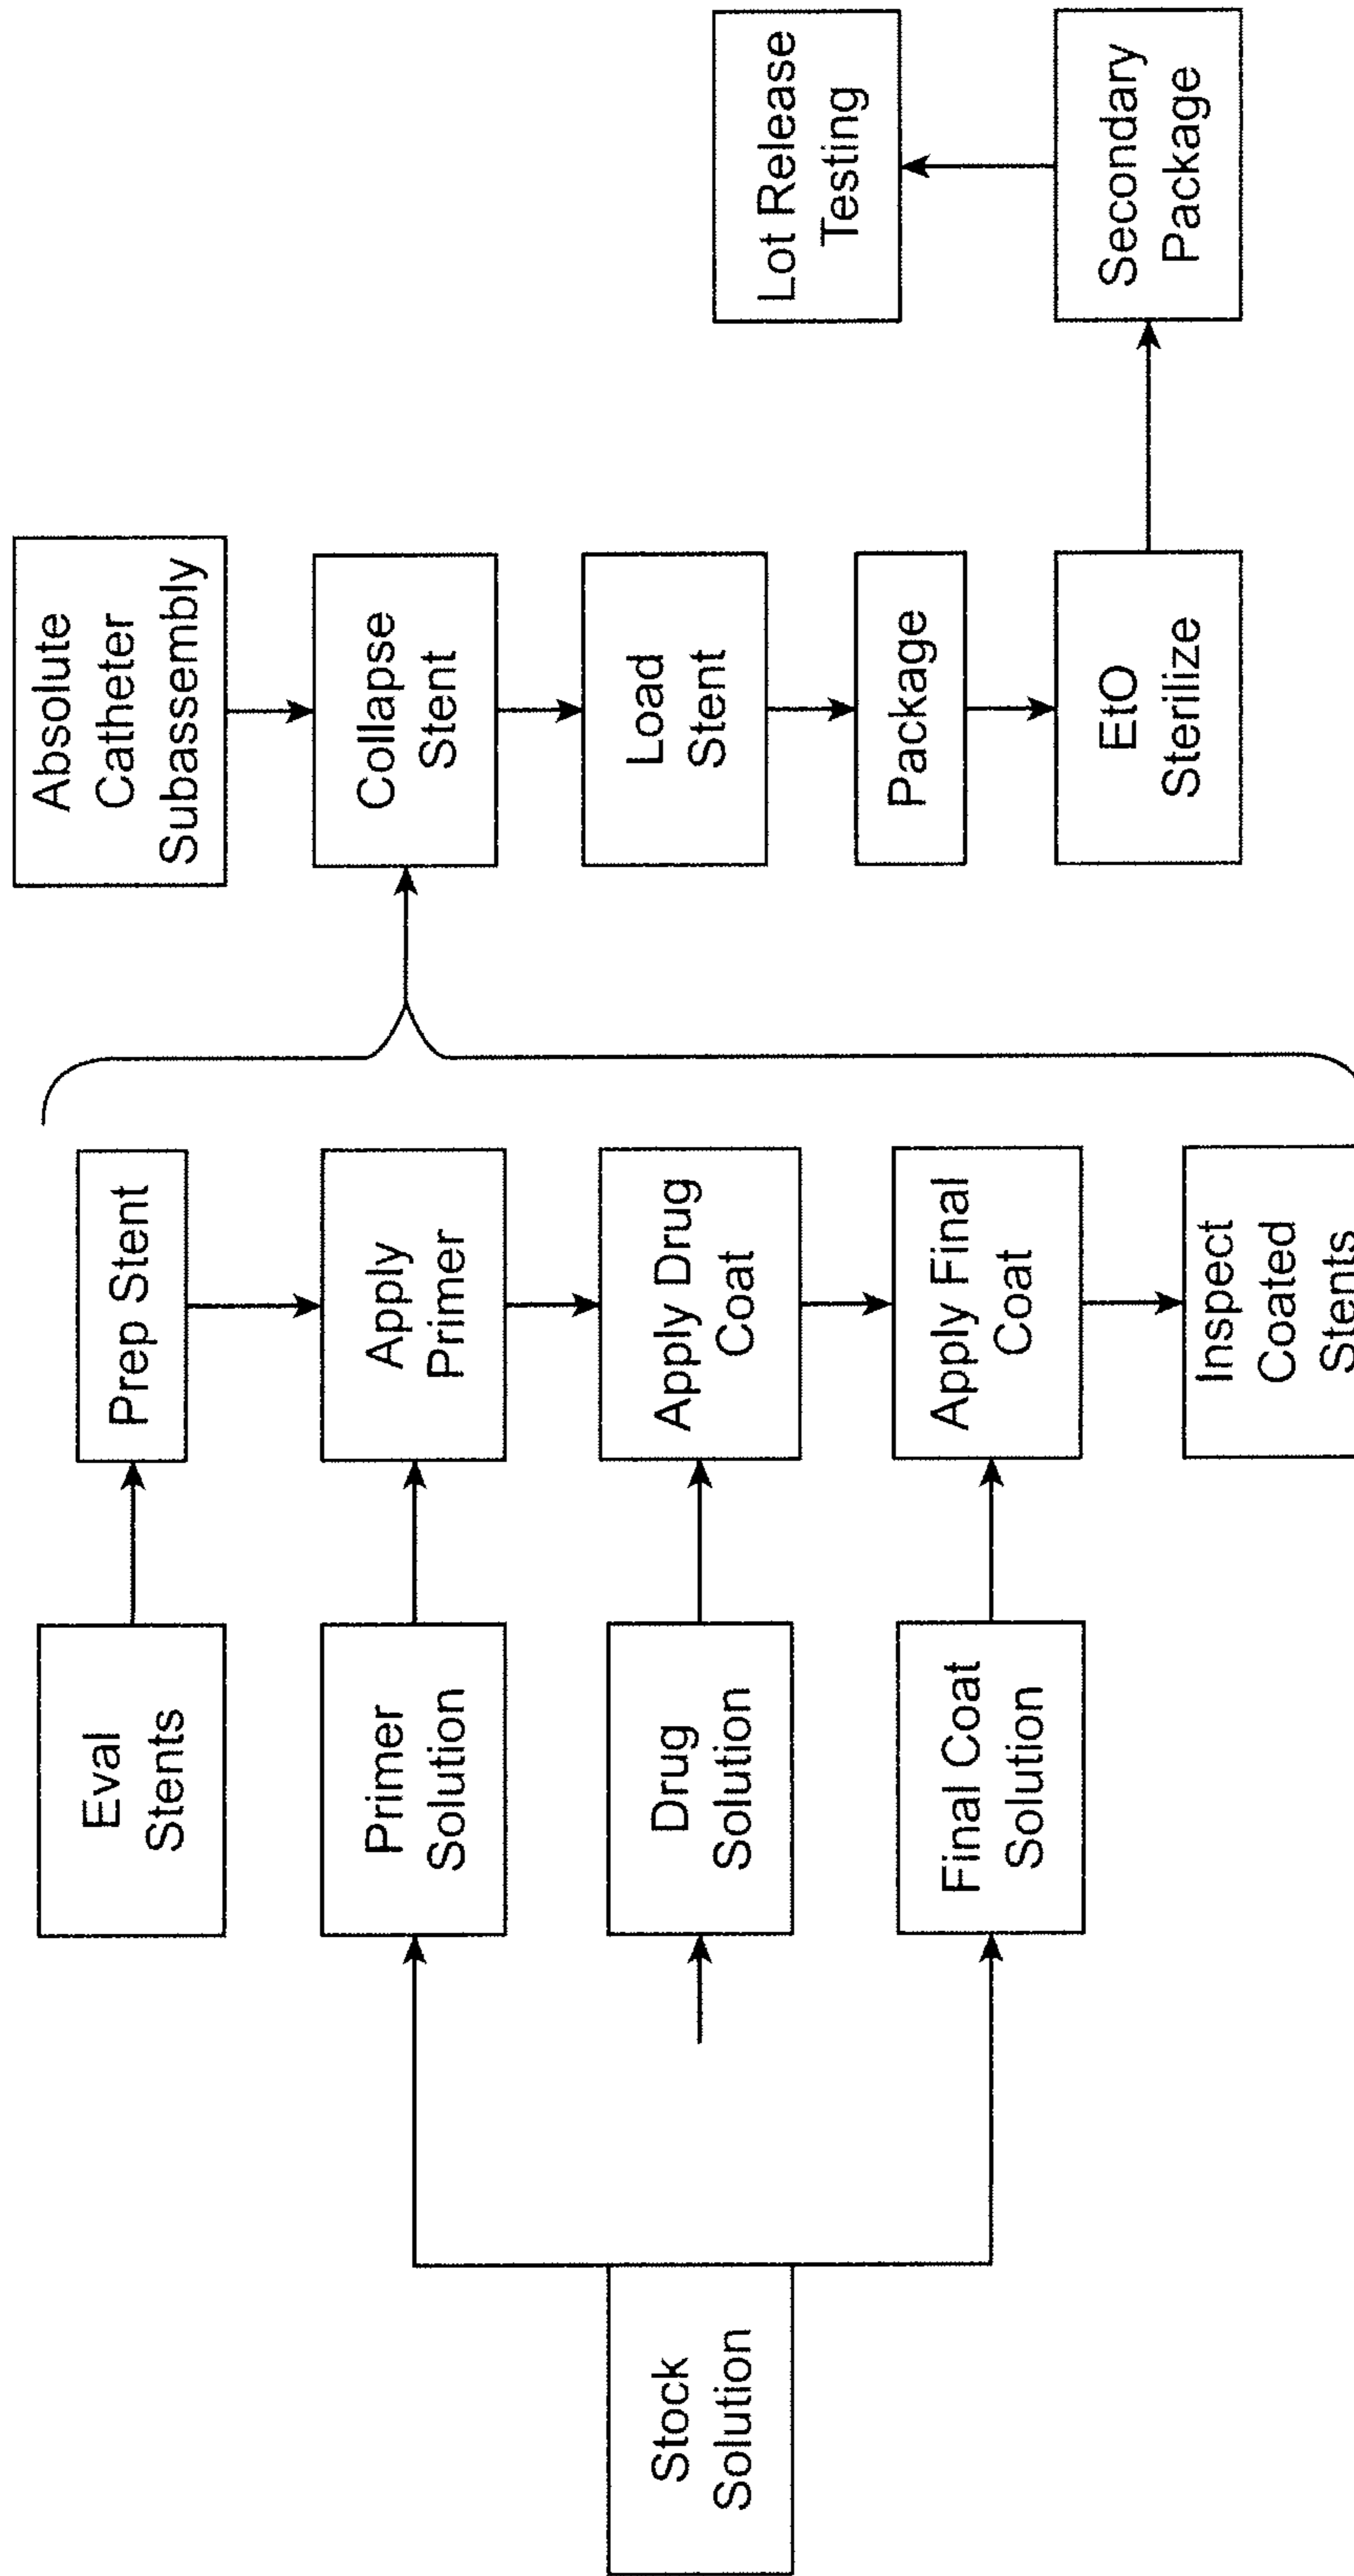 Stock
Solution
Eval
Stents
Primer
Solution
Drug
Solution
Final Coat
Solution
Prep Stent
Apply
Primer
Apply Drug
Coat
Apply Final
Coat
Inspect
Coated
Stents
Absolute
Catheter
Subassembly
Collapse
Stent
Load
Stent
Package
EtO
Sterilize
Secondary
Package
Lot Release
Testing